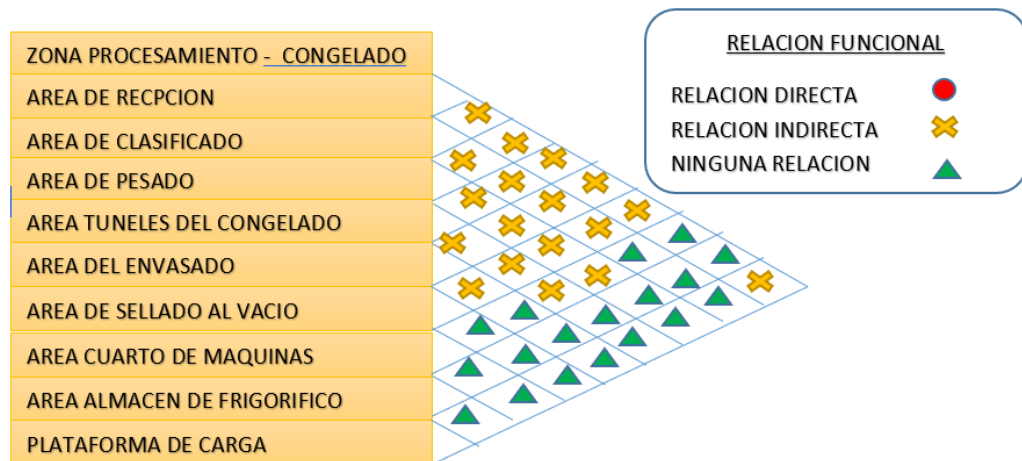 ZONA PROCESAMIENTO - CONGELADO
AREA DE RECPCION
AREA DE CLASIFICADO
AREA DE PESADO
AREA TUNELES DEL CONGELADO
AREA DEL ENVASADO
AREA DE SELLADO AL VACIO
AREA CUARTO DE MAQUINAS
AREA ALMACEN DE FRIGORIFICO
PLATAFORMA DE CARGA
RELACION FUNCIONAL
RELACION DIRECTA
RELACION INDIRECTA
NINGUNA RELACION